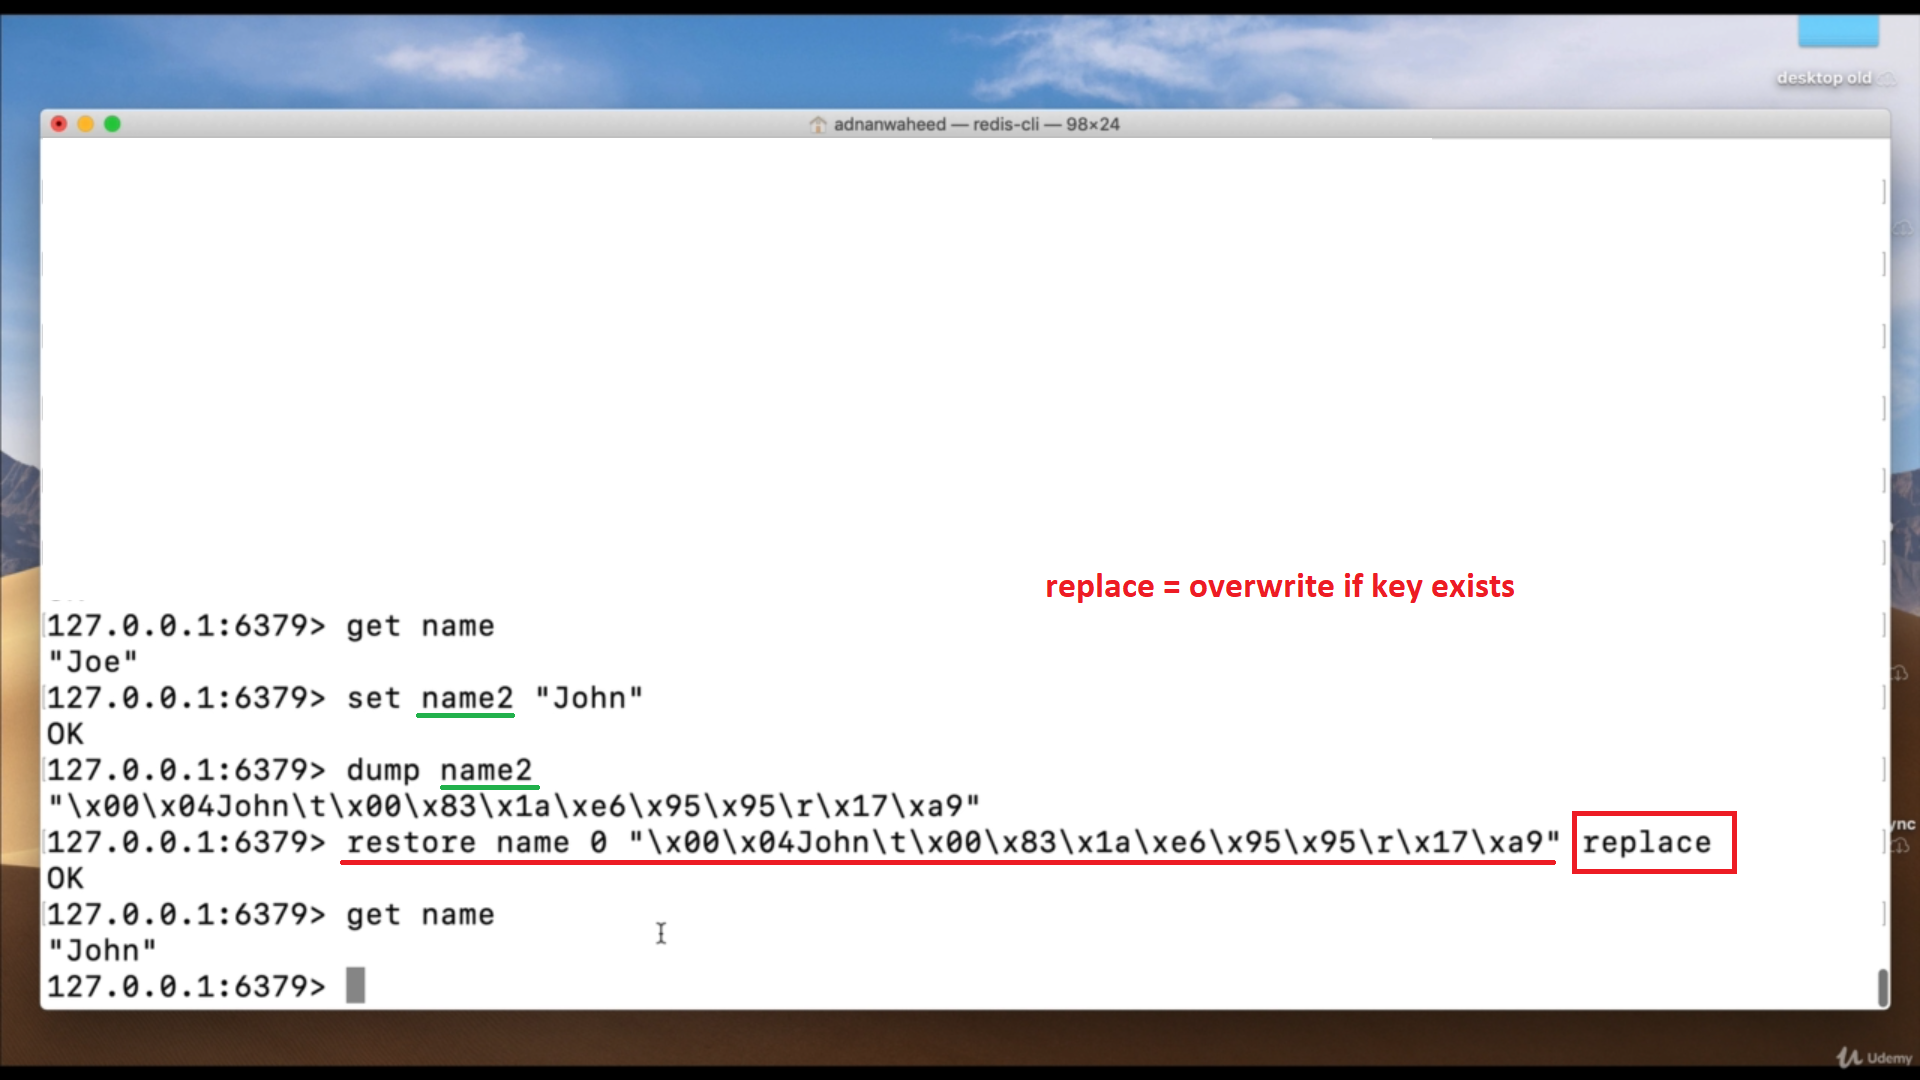 desktop old
adnanwaheed — redis-cli — 98×24
replace = overwrite if key exists
127.0.0.1:6379> get name
"Joe"
127.0.0.1:6379> set name2 "John"
OK
127.0.0.1:6379> dump name2
"\x00\x04John\t\x00\x83\x1a\xe6\x95\x95\r\x17\xa9"
127.0.0.1:6379> restore name 0 "\x00\x04John\t\x00\x83\x1a\xe6\x95\x95\r\x17\xa9" replace
OK
127.0.0.1:6379> get name
"John"
127.0.0.1:6379>
ync
Udemy